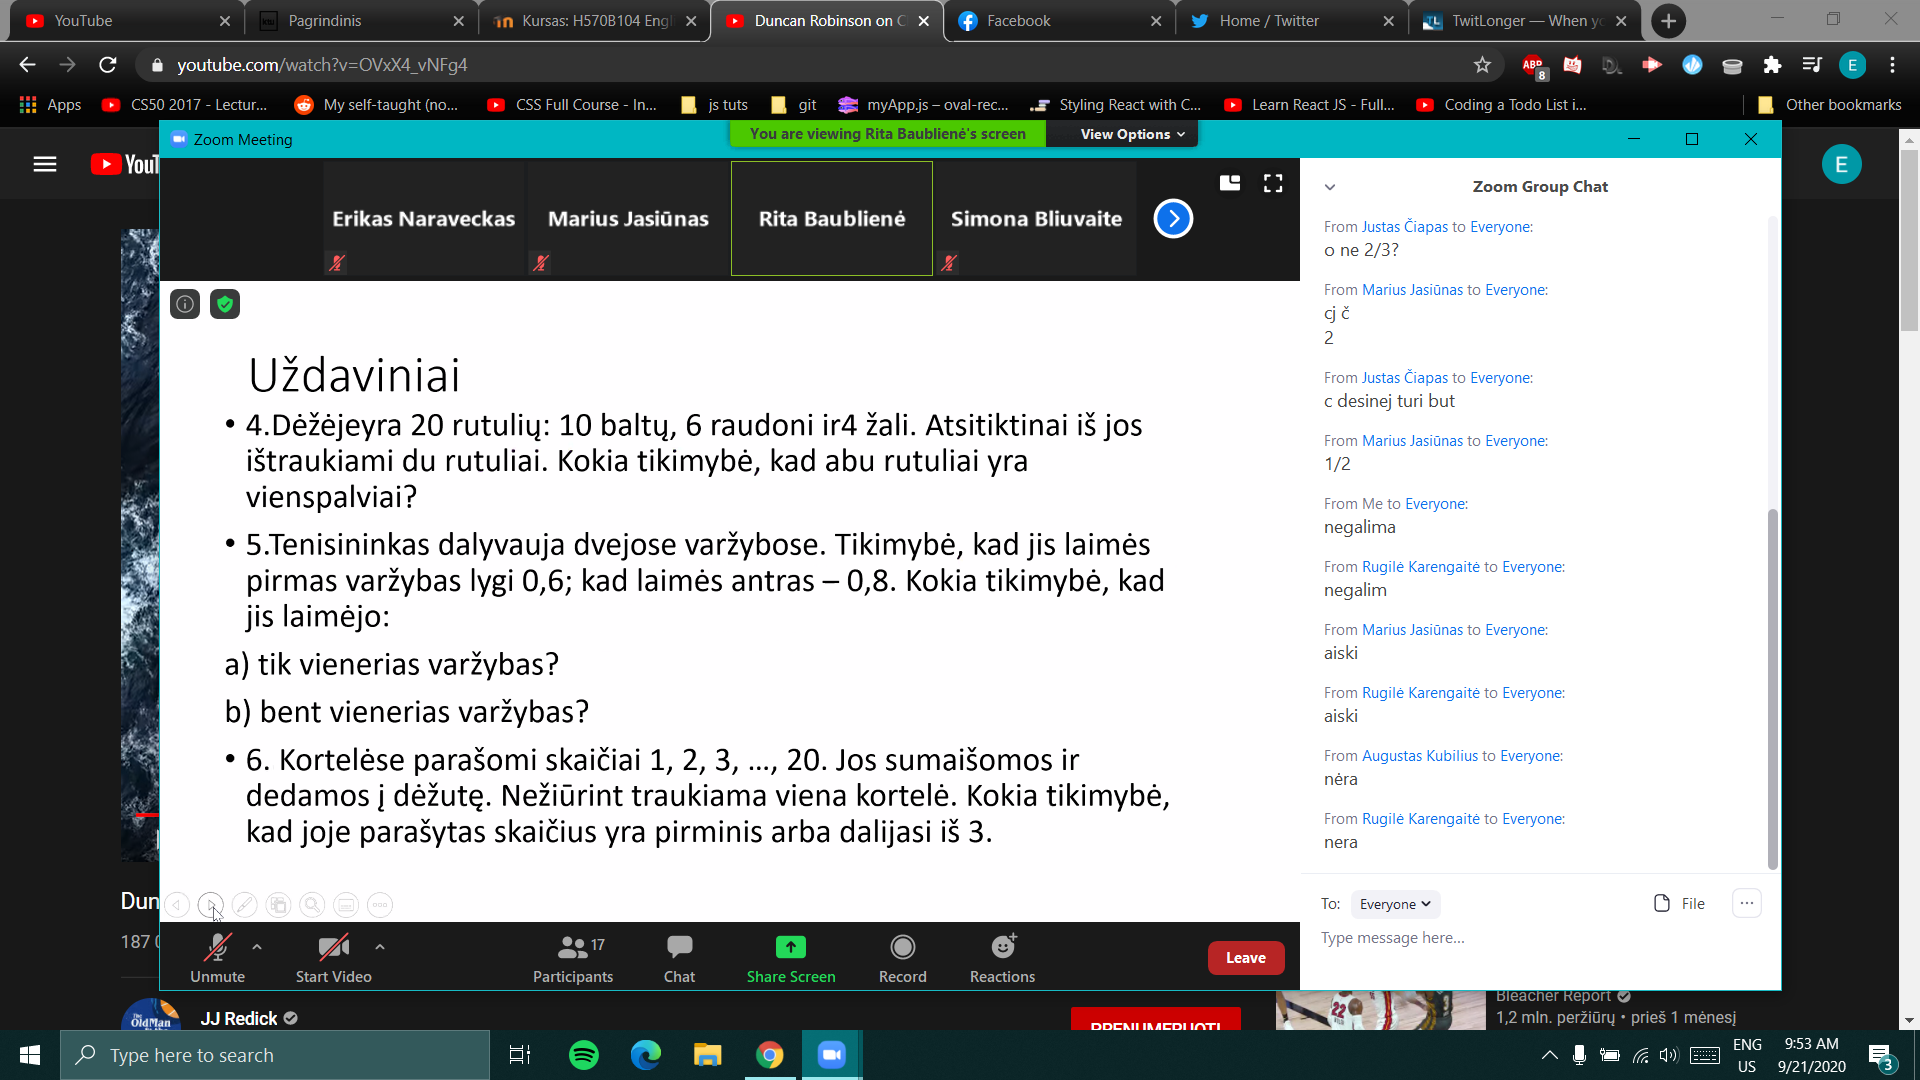 YouTube
Pagrindinis
Kursas: H570B104 Eng
Duncan Robinson on C
Facebook
Home / Twitter
TwitLonger — When yo
youtube.com/watch?v=OVxX4_vNFg4
ABP
8
E
Apps
CS50 2017 - Lectur...
My self-taught (no...
CSS Full Course - In...
js tuts
git
myApp.js – oval-rec...
Styling React with C...
Learn React JS - Full...
Coding a Todo List i...
Other bookmarks
Zoom Meeting
You are viewing Rita Baublienė's screen
View Options
YouT
E
Erikas Naraveckas
Marius Jasiūnas
Rita Baublienė
Simona Bliuvaite
Uždaviniai
• 4.Dėžėjeyra 20 rutulių: 10 baltų, 6 raudoni ir4 žali. Atsitiktinai iš jos
ištraukiami du rutuliai. Kokia tikimybė, kad abu rutuliai yra
vienspalviai?
• 5.Tenisininkas dalyvauja dvejose varžybose. Tikimybė, kad jis laimės
pirmas varžybas lygi 0,6; kad laimės antras – 0,8. Kokia tikimybė, kad
jis laimėjo:
a) tik vienerias varžybas?
b) bent vienerias varžybas?
• 6. Kortelėse parašomi skaičiai 1, 2, 3, ..., 20. Jos sumaišomos ir
dedamos į dėžutę. Nežiūrint traukiama viena kortelė. Kokia tikimybė,
kad joje parašytas skaičius yra pirminis arba dalijasi iš 3.
Zoom Group Chat
From Justas Čiapas to Everyone:
o ne 2/3?
From Marius Jasiūnas to Everyone:
cj č
2
From Justas Čiapas to Everyone:
c desinej turi but
From Marius Jasiūnas to Everyone:
1/2
From Me to Everyone:
negalima
From Rugilė Karengaitė to Everyone:
negalim
From Marius Jasiūnas to Everyone:
aiski
From Rugilė Karengaitė to Everyone:
aiski
From Augustas Kubilius to Everyone:
nėra
From Rugilė Karengaitė to Everyone:
nera
To: Everyone
File
Type message here...
Unmute
Start Video
17
Participants
Chat
Share Screen
Record
Reactions
Leave
Dun
187 0
The
OldMan
JJ Redick
PRENUMERUOTI
22
Bleacher Report
1,2 mln. peržiūrų • prieš 1 mėnesį
Type here to search
ENG
US
9:53 AM
9/21/2020
3